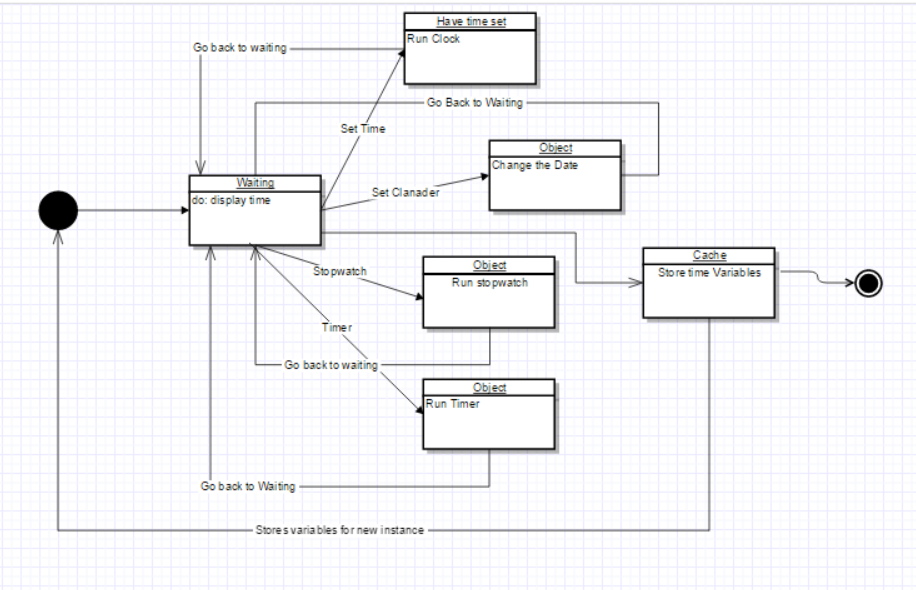 Have time set
Run Clock
Go back to waiting
Go Back to Waiting
Set Time
Object
Change the Date
Waiting
do: display time
Set Clanader
Cache
Store time Variables
Object
Run stopwatch
Stopwatch
Timer
Go back to waiting
Object
Run Timer
Go back to Waiting
Stores variables for new instance